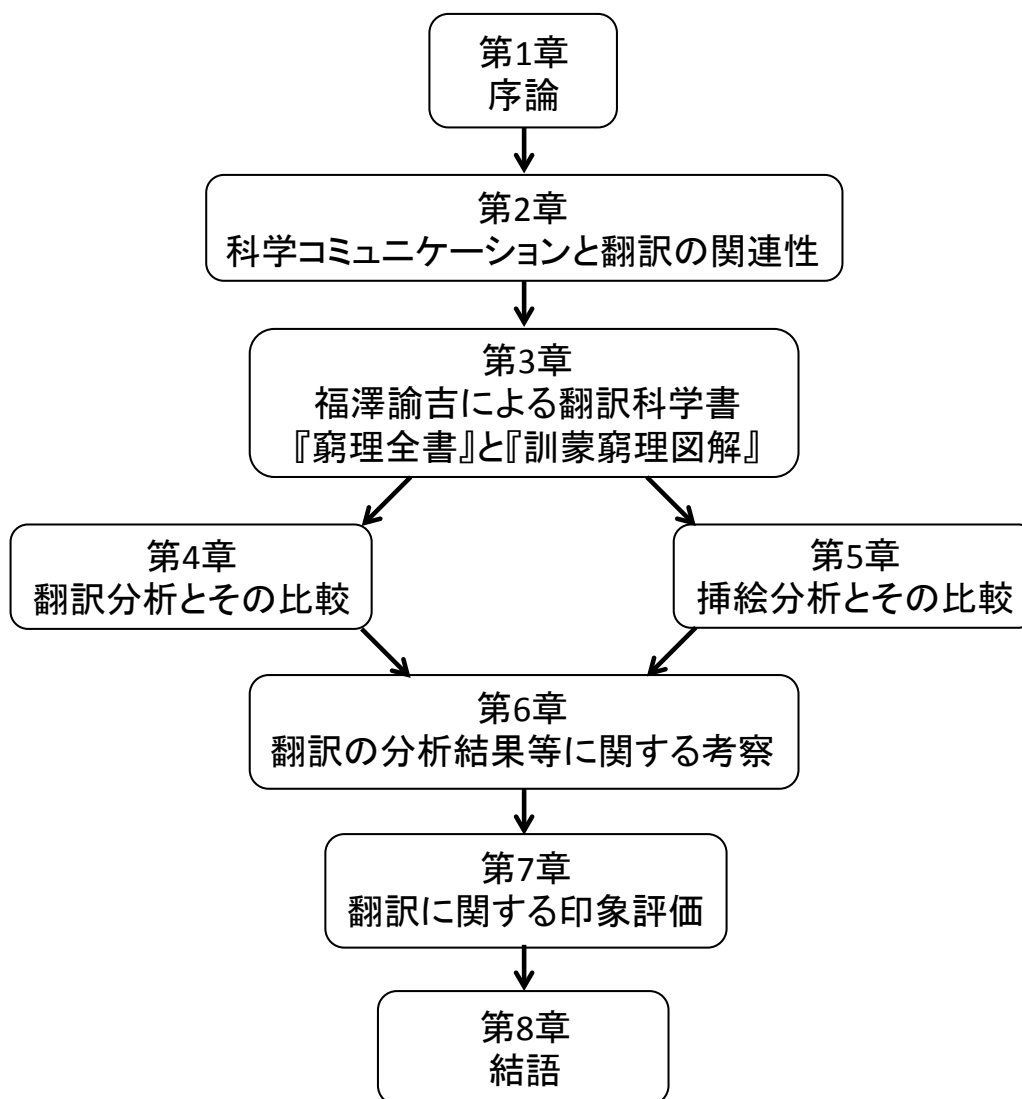 第1章
序論
第2章
科学コミュニケーションと翻訳の関連性
第3章
福澤諭吉による翻訳科学書
『窮理全書』と『訓蒙窮理図解』
第4章
翻訳分析とその比較
第5章
挿絵分析とその比較
第6章
翻訳の分析結果等に関する考察
第7章
翻訳に関する印象評価
第8章
結語